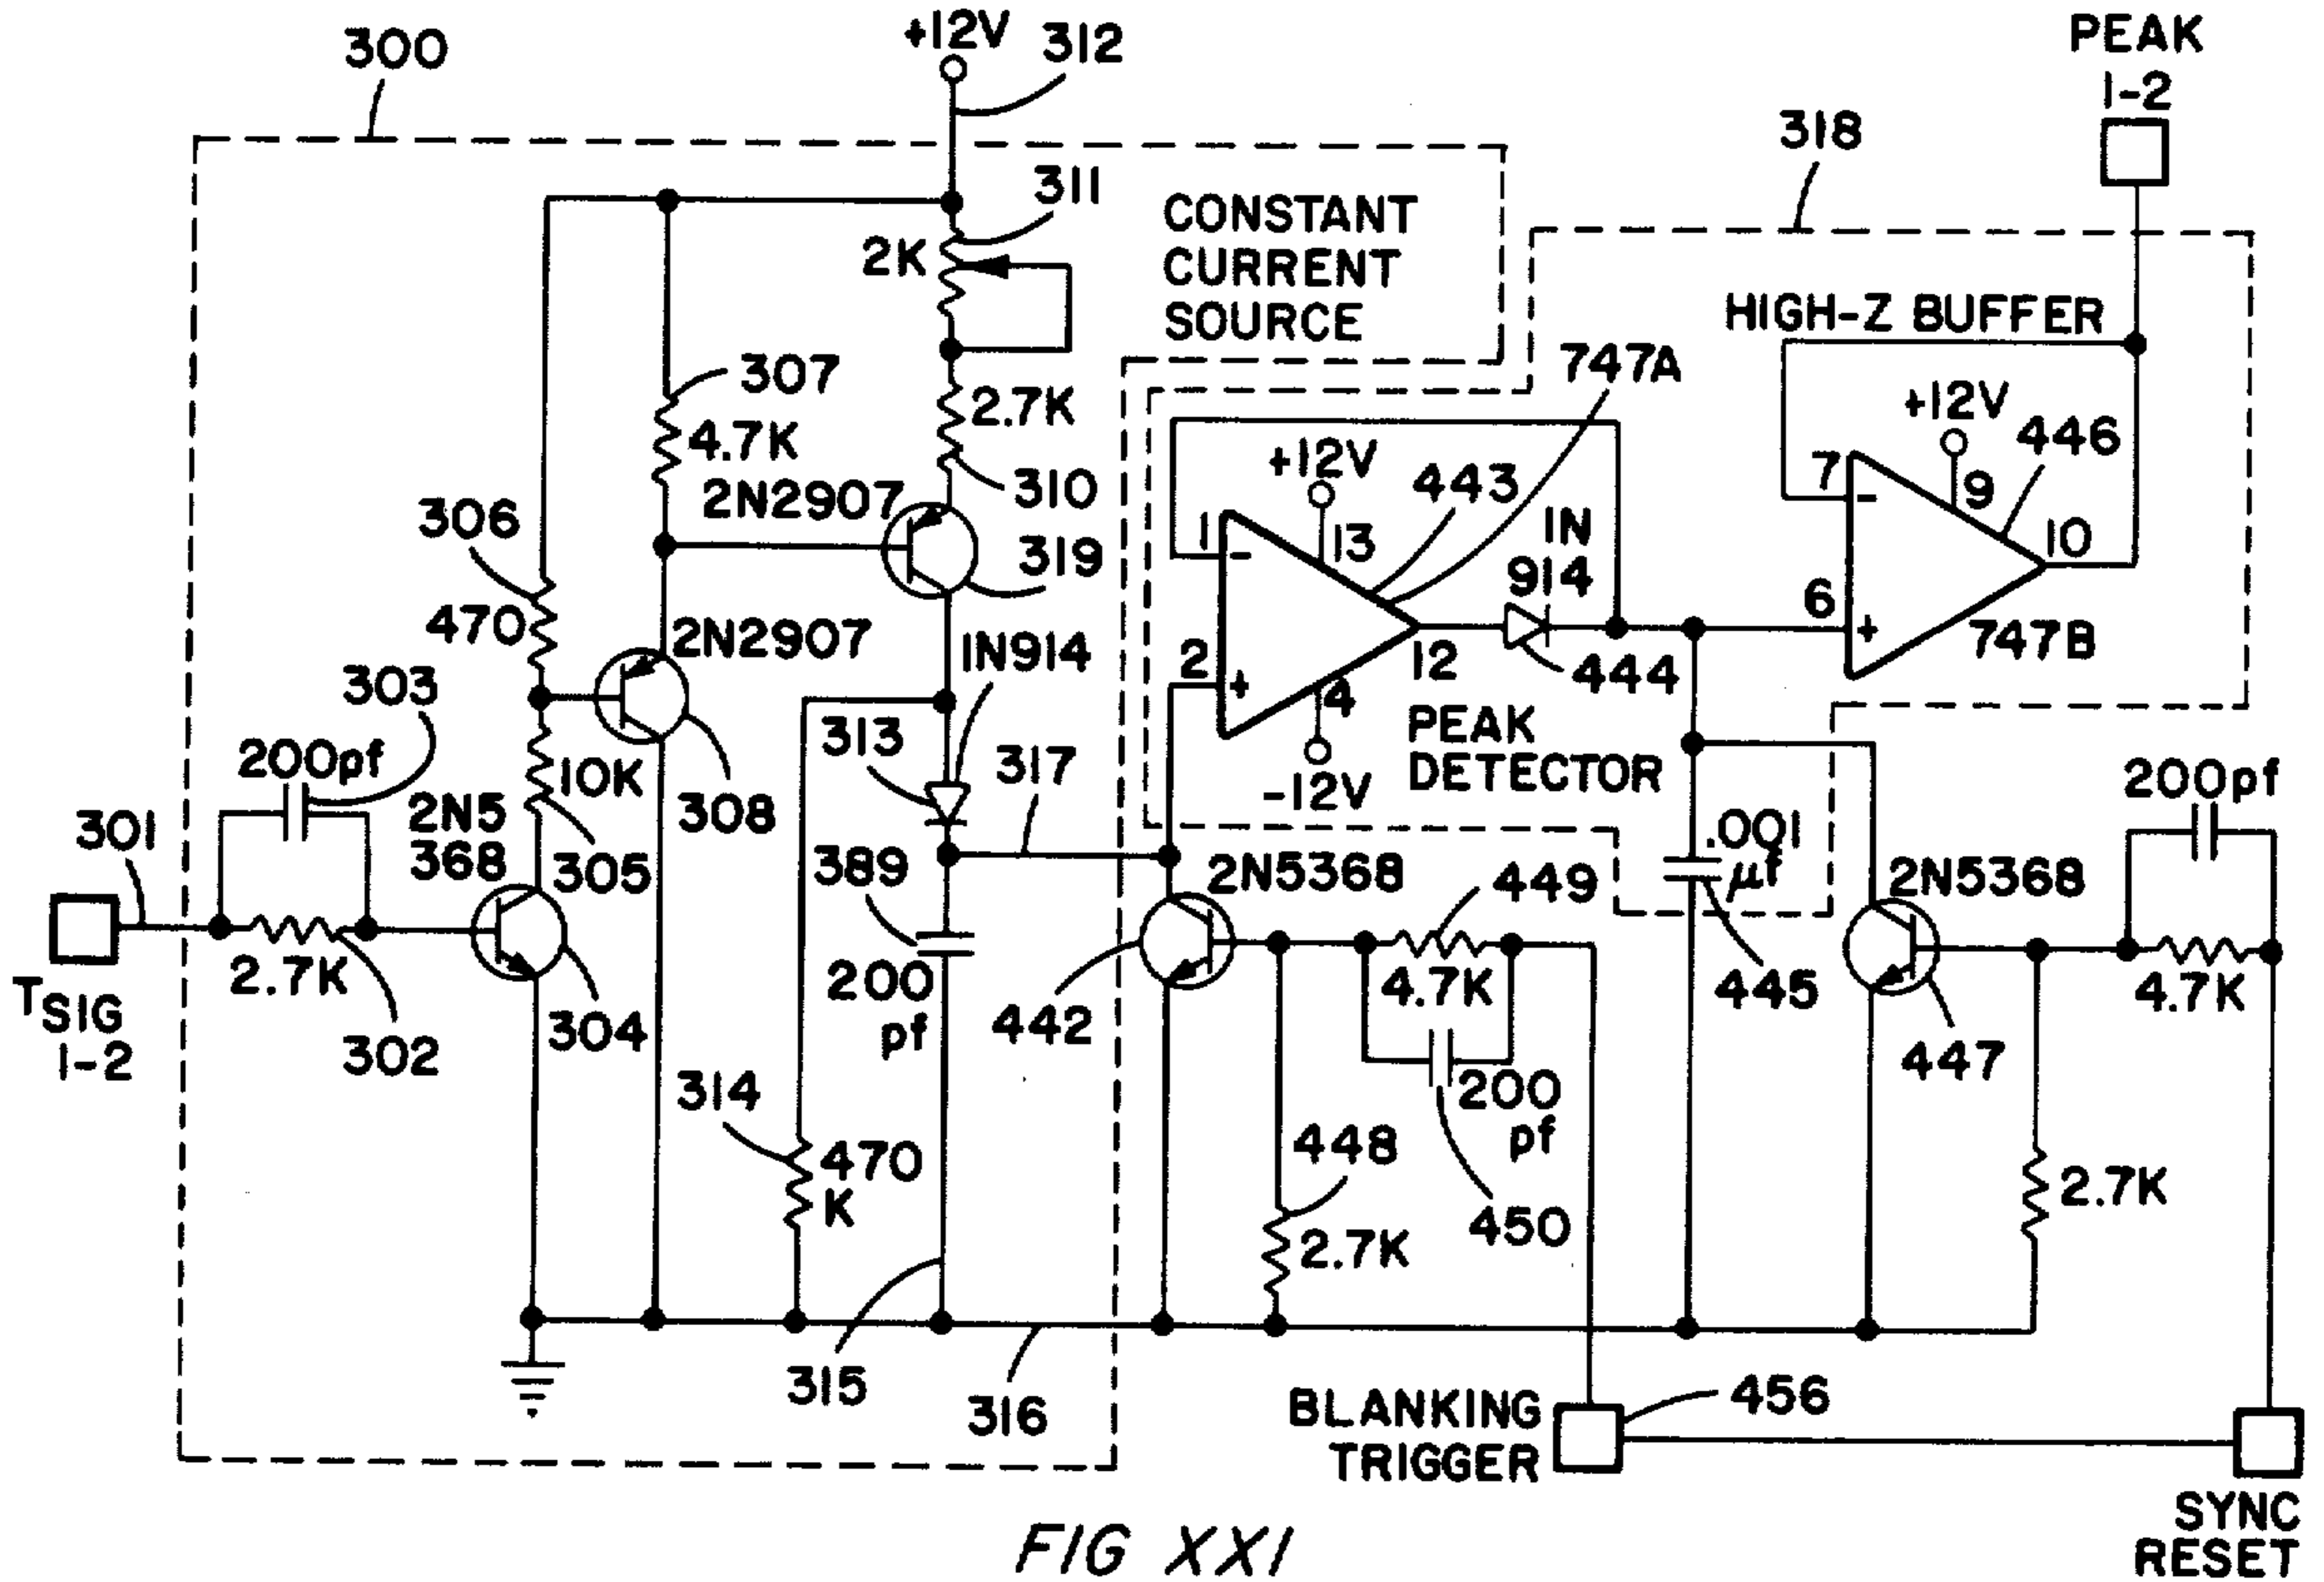 300
+12V
312
PEAK
1-2
318
311
2K
CONSTANT
CURRENT
SOURCE
HIGH-Z BUFFER
747A
307
4.7K
2.7K
310
2N2907
319
306
470
+12V
443
1
-
13
IN
914
+12V
446
7
-
9
10
6
+
747B
2N2907
1N914
2
+
12
444
4
-12V
PEAK
DETECTOR
303
200pf
2N5
368
10K
305
308
313
317
389
200
pf
301
TSIG
1-2
2.7K
302
304
442
2N5368
449
4.7K
200
pf
450
.001
µf
445
2N5368
447
200pf
4.7K
314
470
K
448
2.7K
2.7K
315
316
BLANKING
TRIGGER
456
SYNC
RESET
FIG XXI